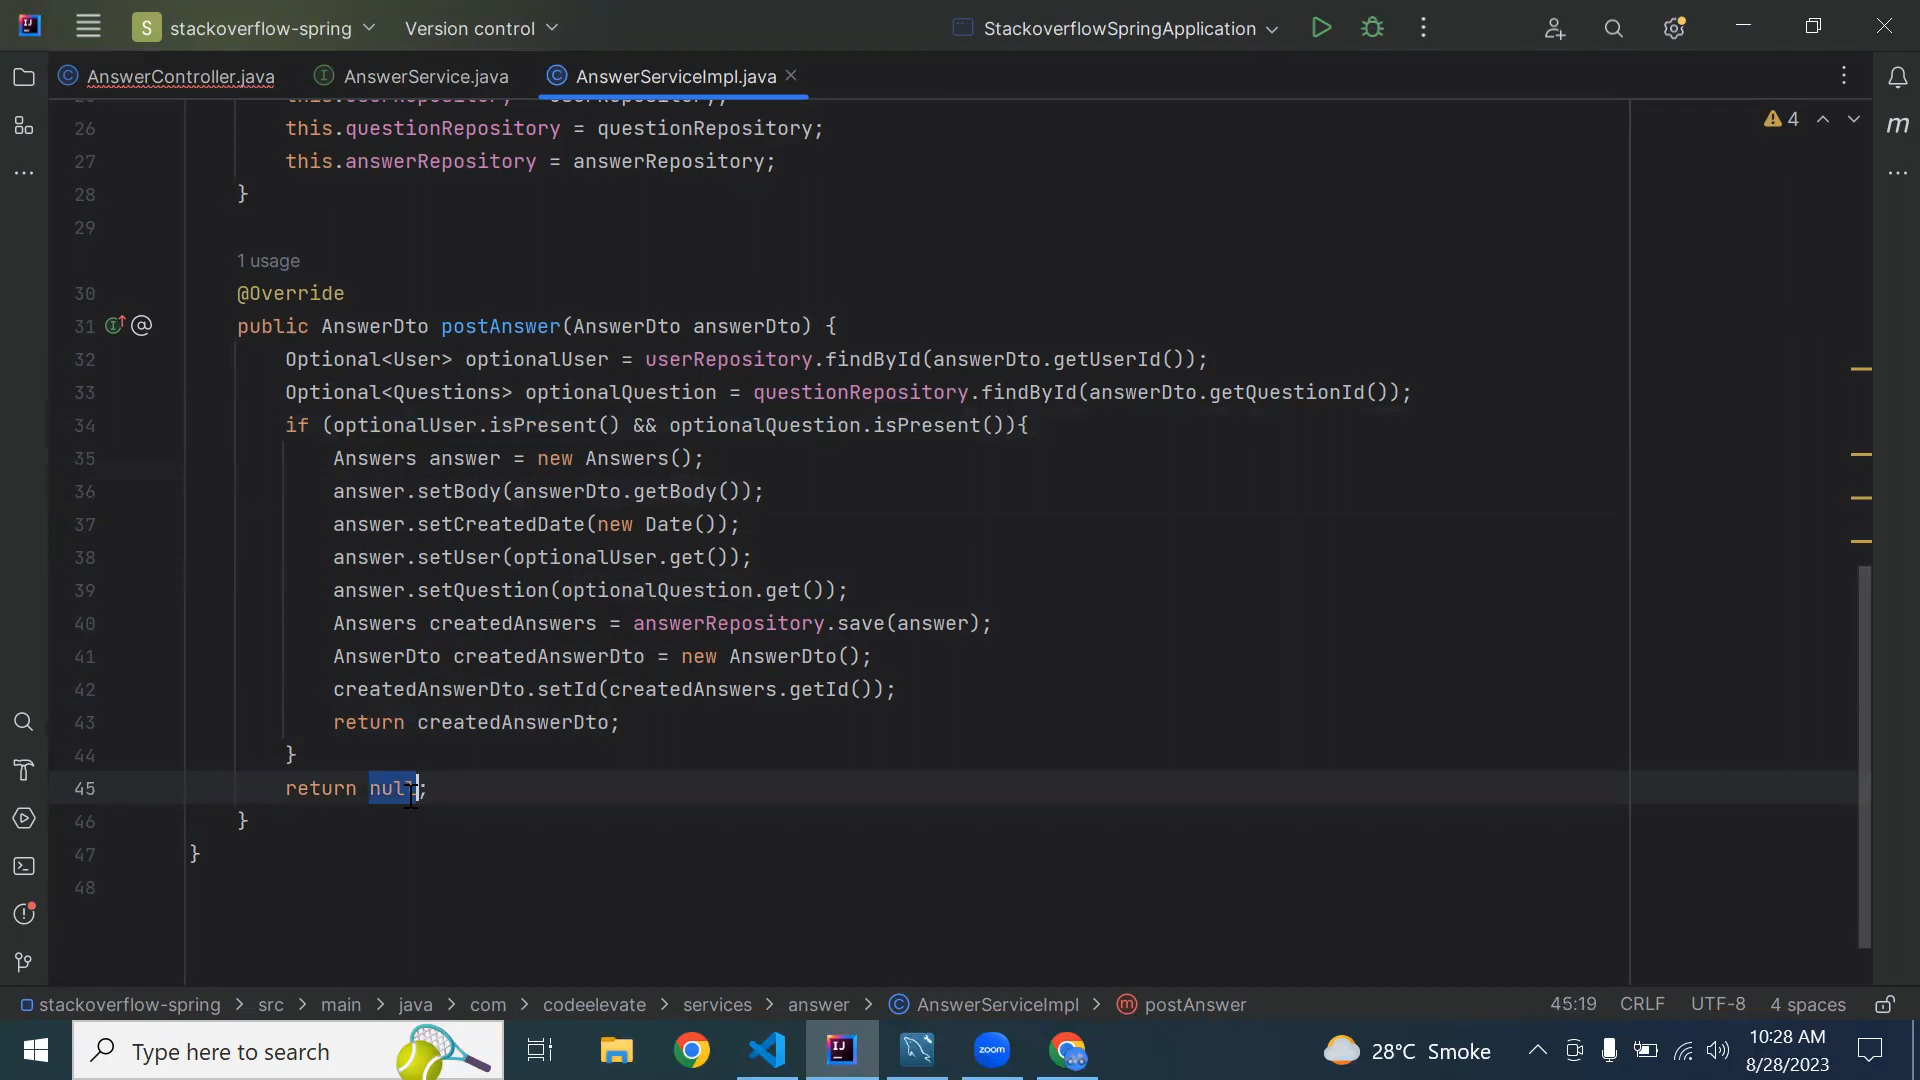 S stackoverflow-spring Version control StackoverflowSpringApplication
AnswerController.java AnswerService.java AnswerServiceImpl.java
26 this.questionRepository = questionRepository; 4
27 this.answerRepository = answerRepository;
28 }
29
1 usage
30 @Override
31 public AnswerDto postAnswer(AnswerDto answerDto) {
32 Optional<User> optionalUser = userRepository.findById(answerDto.getUserId());
33 Optional<Questions> optionalQuestion = questionRepository.findById(answerDto.getQuestionId());
34 if (optionalUser.isPresent() && optionalQuestion.isPresent()){
35 Answers answer = new Answers();
36 answer.setBody(answerDto.getBody());
37 answer.setCreatedDate(new Date());
38 answer.setUser(optionalUser.get());
39 answer.setQuestion(optionalQuestion.get());
40 Answers createdAnswers = answerRepository.save(answer);
41 AnswerDto createdAnswerDto = new AnswerDto();
42 createdAnswerDto.setId(createdAnswers.getId());
43 return createdAnswerDto;
44 }
45 return null;
46 }
47 }
48
stackoverflow-spring > src > main > java > com > codeelevate > services > answer > AnswerServiceImpl > postAnswer 45:19 CRLF UTF-8 4 spaces
Type here to search zoom 28°C Smoke 10:28 AM
8/28/2023